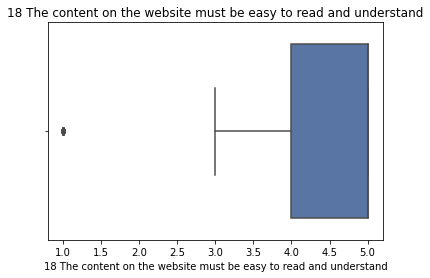 18 The content on the website must be easy to read and understand
1.0 1.5 2.0 2.5 3.0 3.5 4.0 4.5 5.0
18 The content on the website must be easy to read and understand